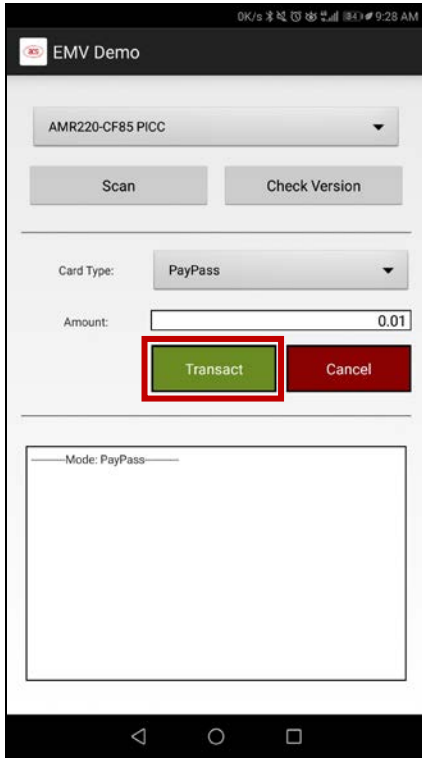 0K/s 9:28 AM
acs EMV Demo
AMR220-CF85 PICC
Scan Check Version
Card Type: PayPass
Amount: 0.01
Transact Cancel
--------Mode: PayPass--------